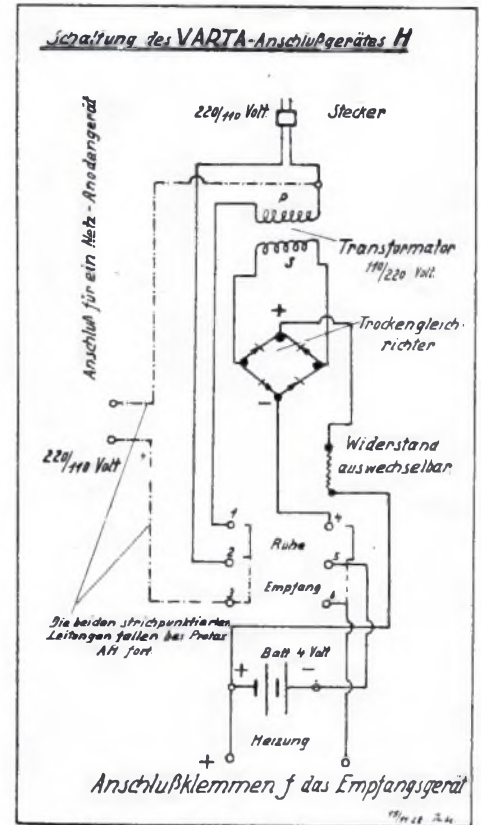 Schaltung des VARTA-Anschlußgerätes H
220/110 Volt.
Stecker
Anschluß für ein Netz-Anodengerät
P
S
Transformator
110/220 Volt.
+
Trockengleich-
richter
-
220/110 Volt
Widerstand
auswechselbar
1
4
Ruhe
2
5
Empfang
3
6
Die beiden strichpunktierten
Leitungen fallen bei Protos
fort.
Batt 4 Volt
+
-
Heizung
+
-
Anschlußklemmen f das Empfangsgerät